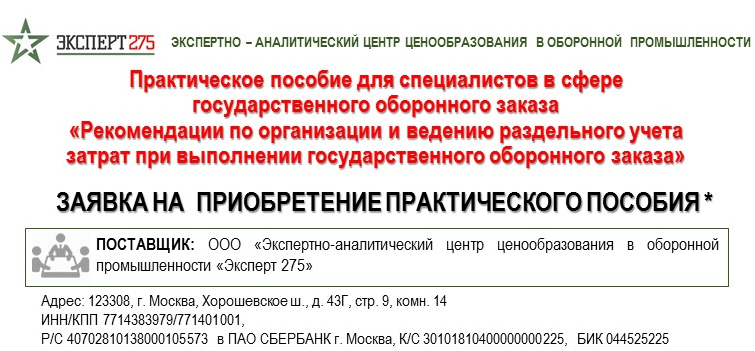 ЭКСПЕРТ275 ЭКСПЕРТНО – АНАЛИТИЧЕСКИЙ ЦЕНТР ЦЕНООБРАЗОВАНИЯ В ОБОРОННОЙ ПРОМЫШЛЕННОСТИ
Практическое пособие для специалистов в сфере
государственного оборонного заказа
«Рекомендации по организации и ведению раздельного учета
затрат при выполнении государственного оборонного заказа»
ЗАЯВКА НА ПРИОБРЕТЕНИЕ ПРАКТИЧЕСКОГО ПОСОБИЯ *
ПОСТАВЩИК: ООО «Экспертно-аналитический центр ценообразования в оборонной
промышленности «Эксперт 275»
Адрес: 123308, г. Москва, Хорошевское ш., д. 43Г, стр. 9, комн. 14
ИНН/КПП 7714383979/771401001,
Р/С 40702810138000105573 в ПАО СБЕРБАНК г. Москва, К/С 30101810400000000225, БИК 044525225